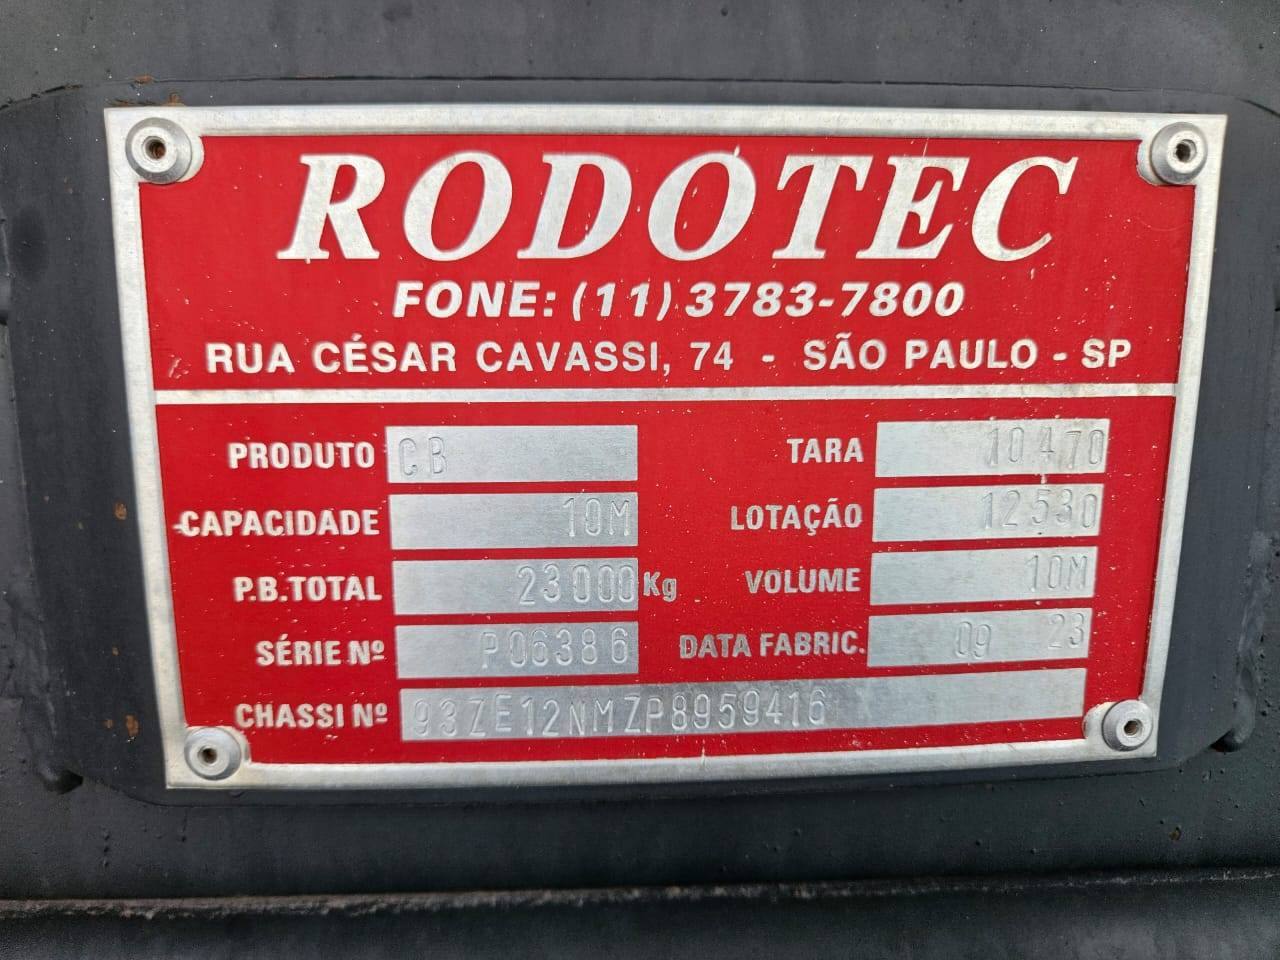 RODOTEC
FONE: (11) 3783-7800
RUA CÉSAR CAVASSI, 74 - SÃO PAULO - SP
PRODUTO CB TARA 10470
CAPACIDADE 10M LOTAÇÃO 12530
P.B.TOTAL 23000 Kg VOLUME 10M
SÉRIE Nº P06386 DATA FABRIC. 09 23
CHASSI Nº 93ZE12NMZP8959416